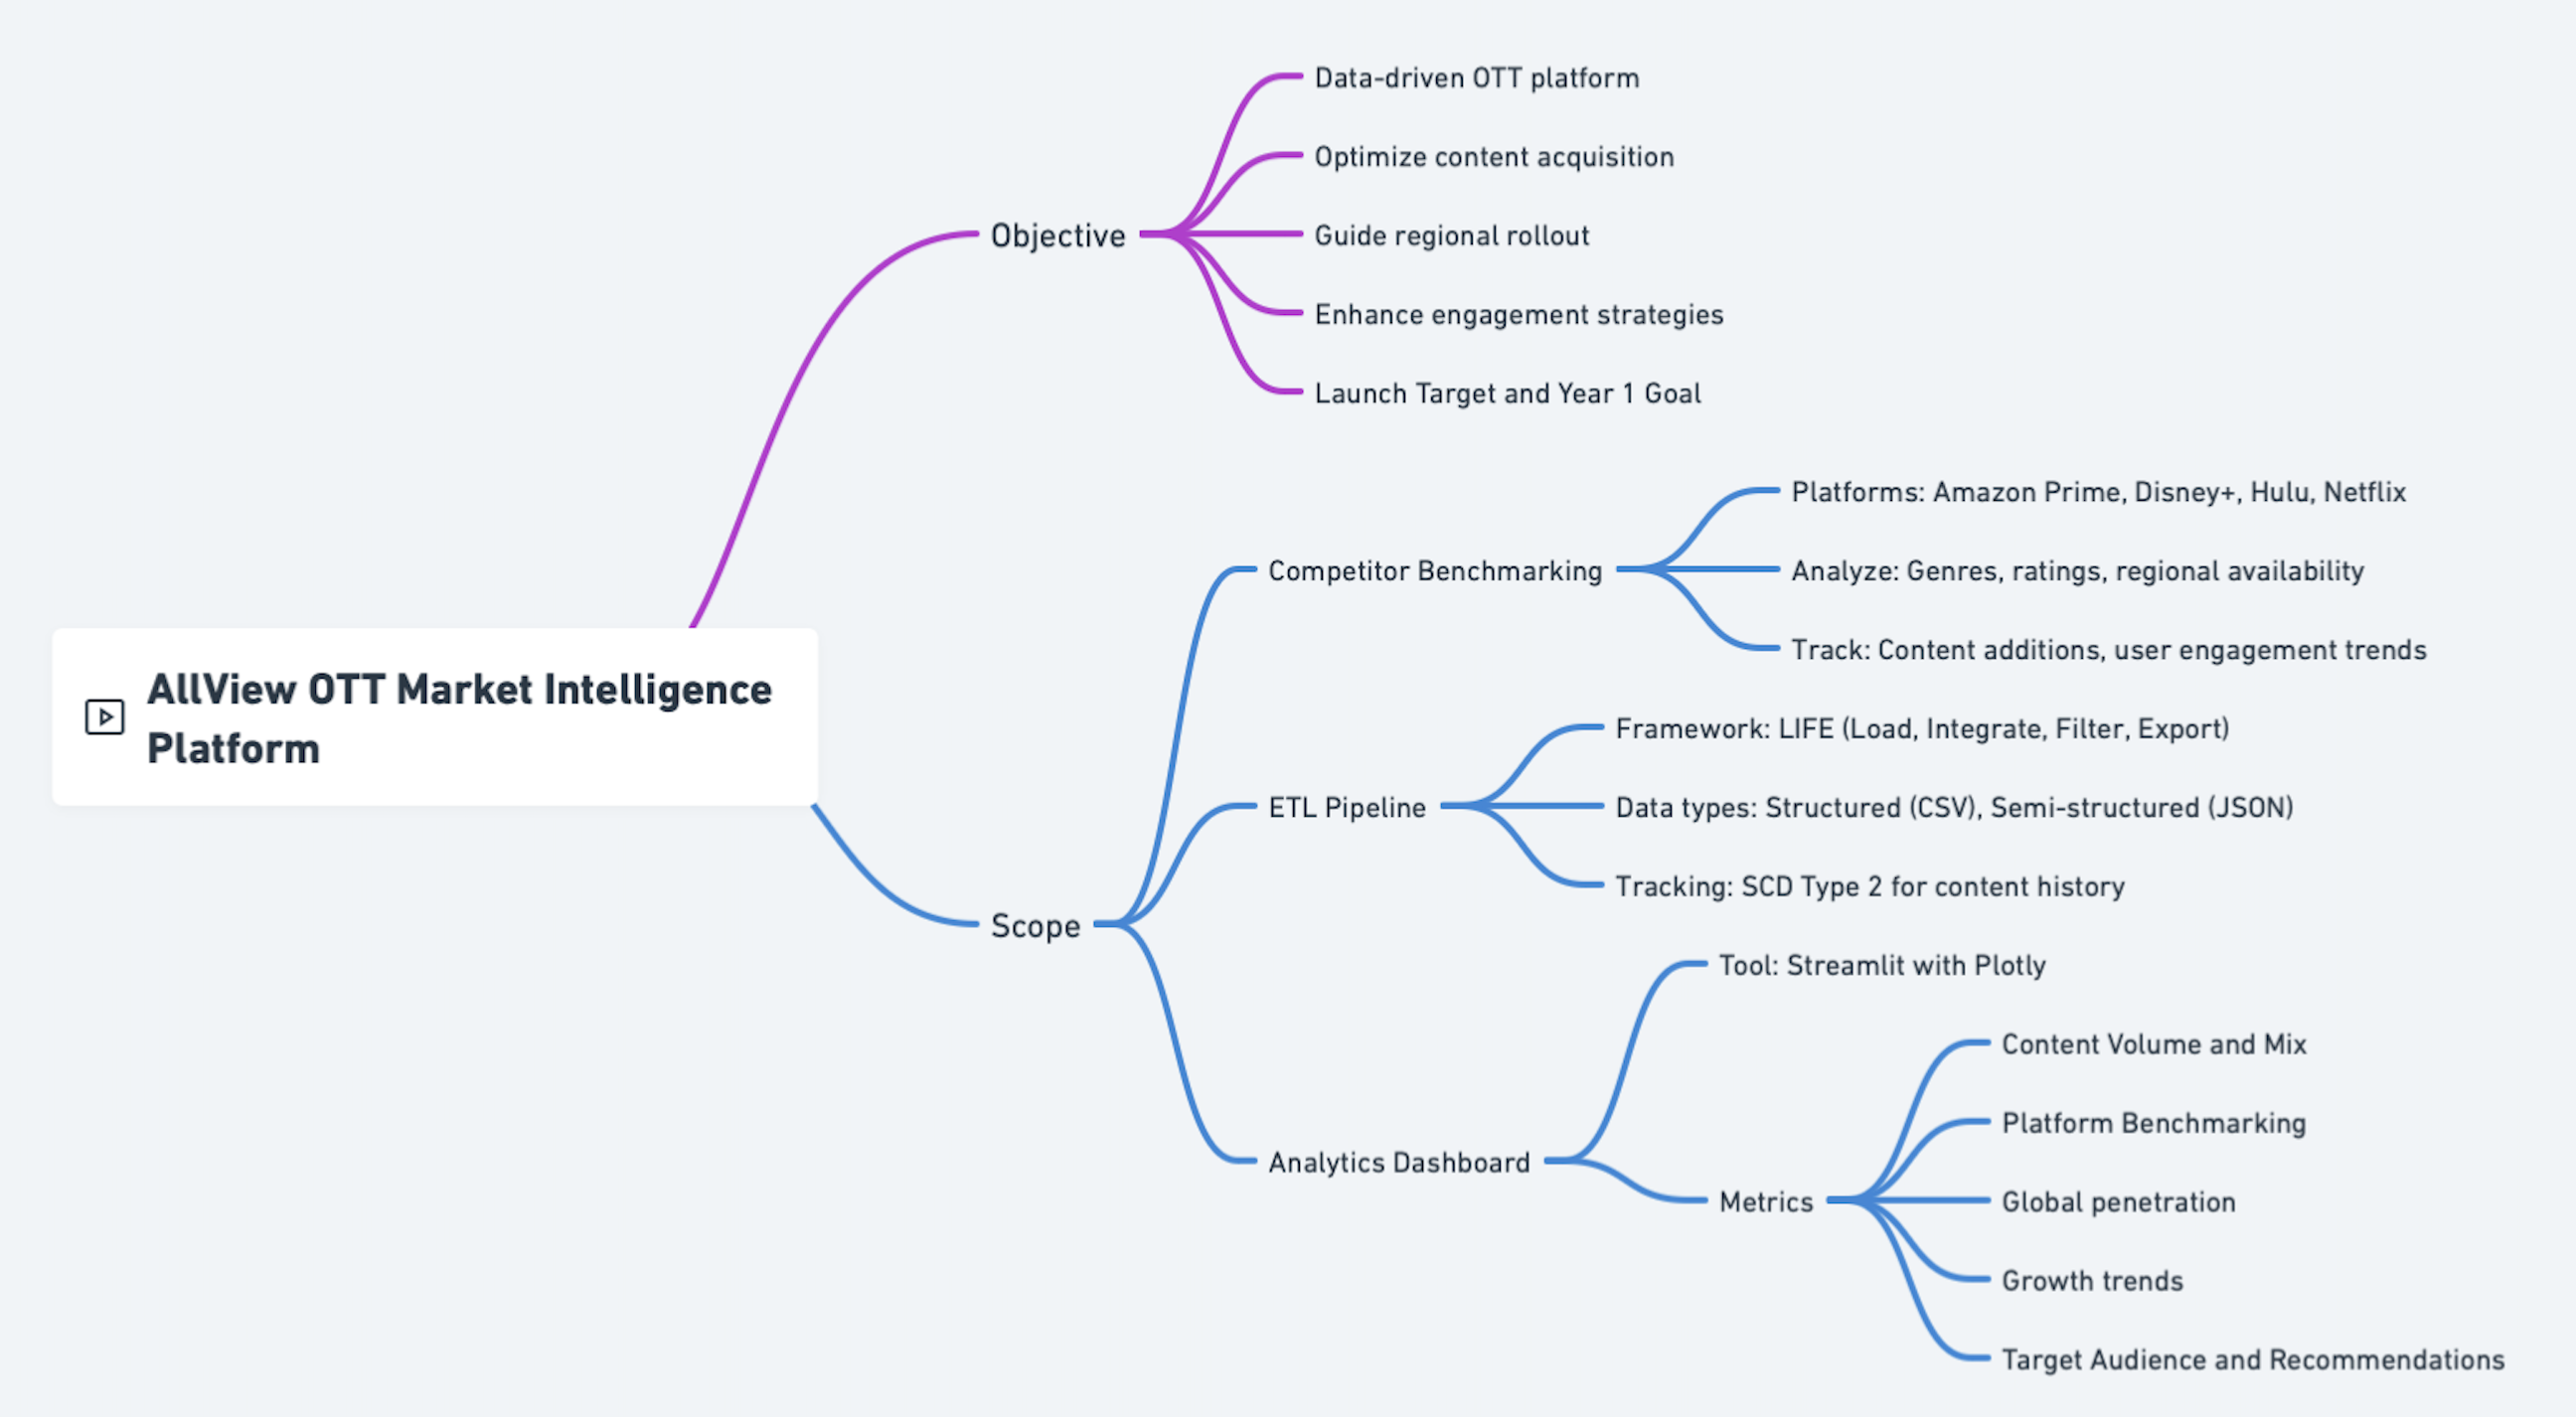 Data-driven OTT platform
Optimize content acquisition
Objective
Guide regional rollout
Enhance engagement strategies
Launch Target and Year 1 Goal
Platforms: Amazon Prime, Disney+, Hulu, Netflix
Competitor Benchmarking
Analyze: Genres, ratings, regional availability
Track: Content additions, user engagement trends
AllView OTT Market Intelligence
Platform
Framework: LIFE (Load, Integrate, Filter, Export)
ETL Pipeline
Data types: Structured (CSV), Semi-structured (JSON)
Tracking: SCD Type 2 for content history
Scope
Tool: Streamlit with Plotly
Content Volume and Mix
Platform Benchmarking
Analytics Dashboard
Metrics
Global penetration
Growth trends
Target Audience and Recommendations